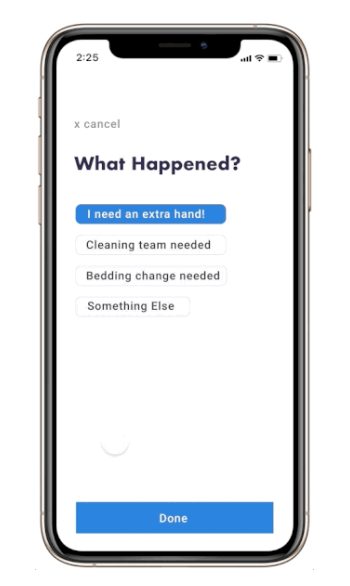 2:25
x cancel
What Happened?
I need an extra hand!
Cleaning team needed
Bedding change needed
Something Else
Done